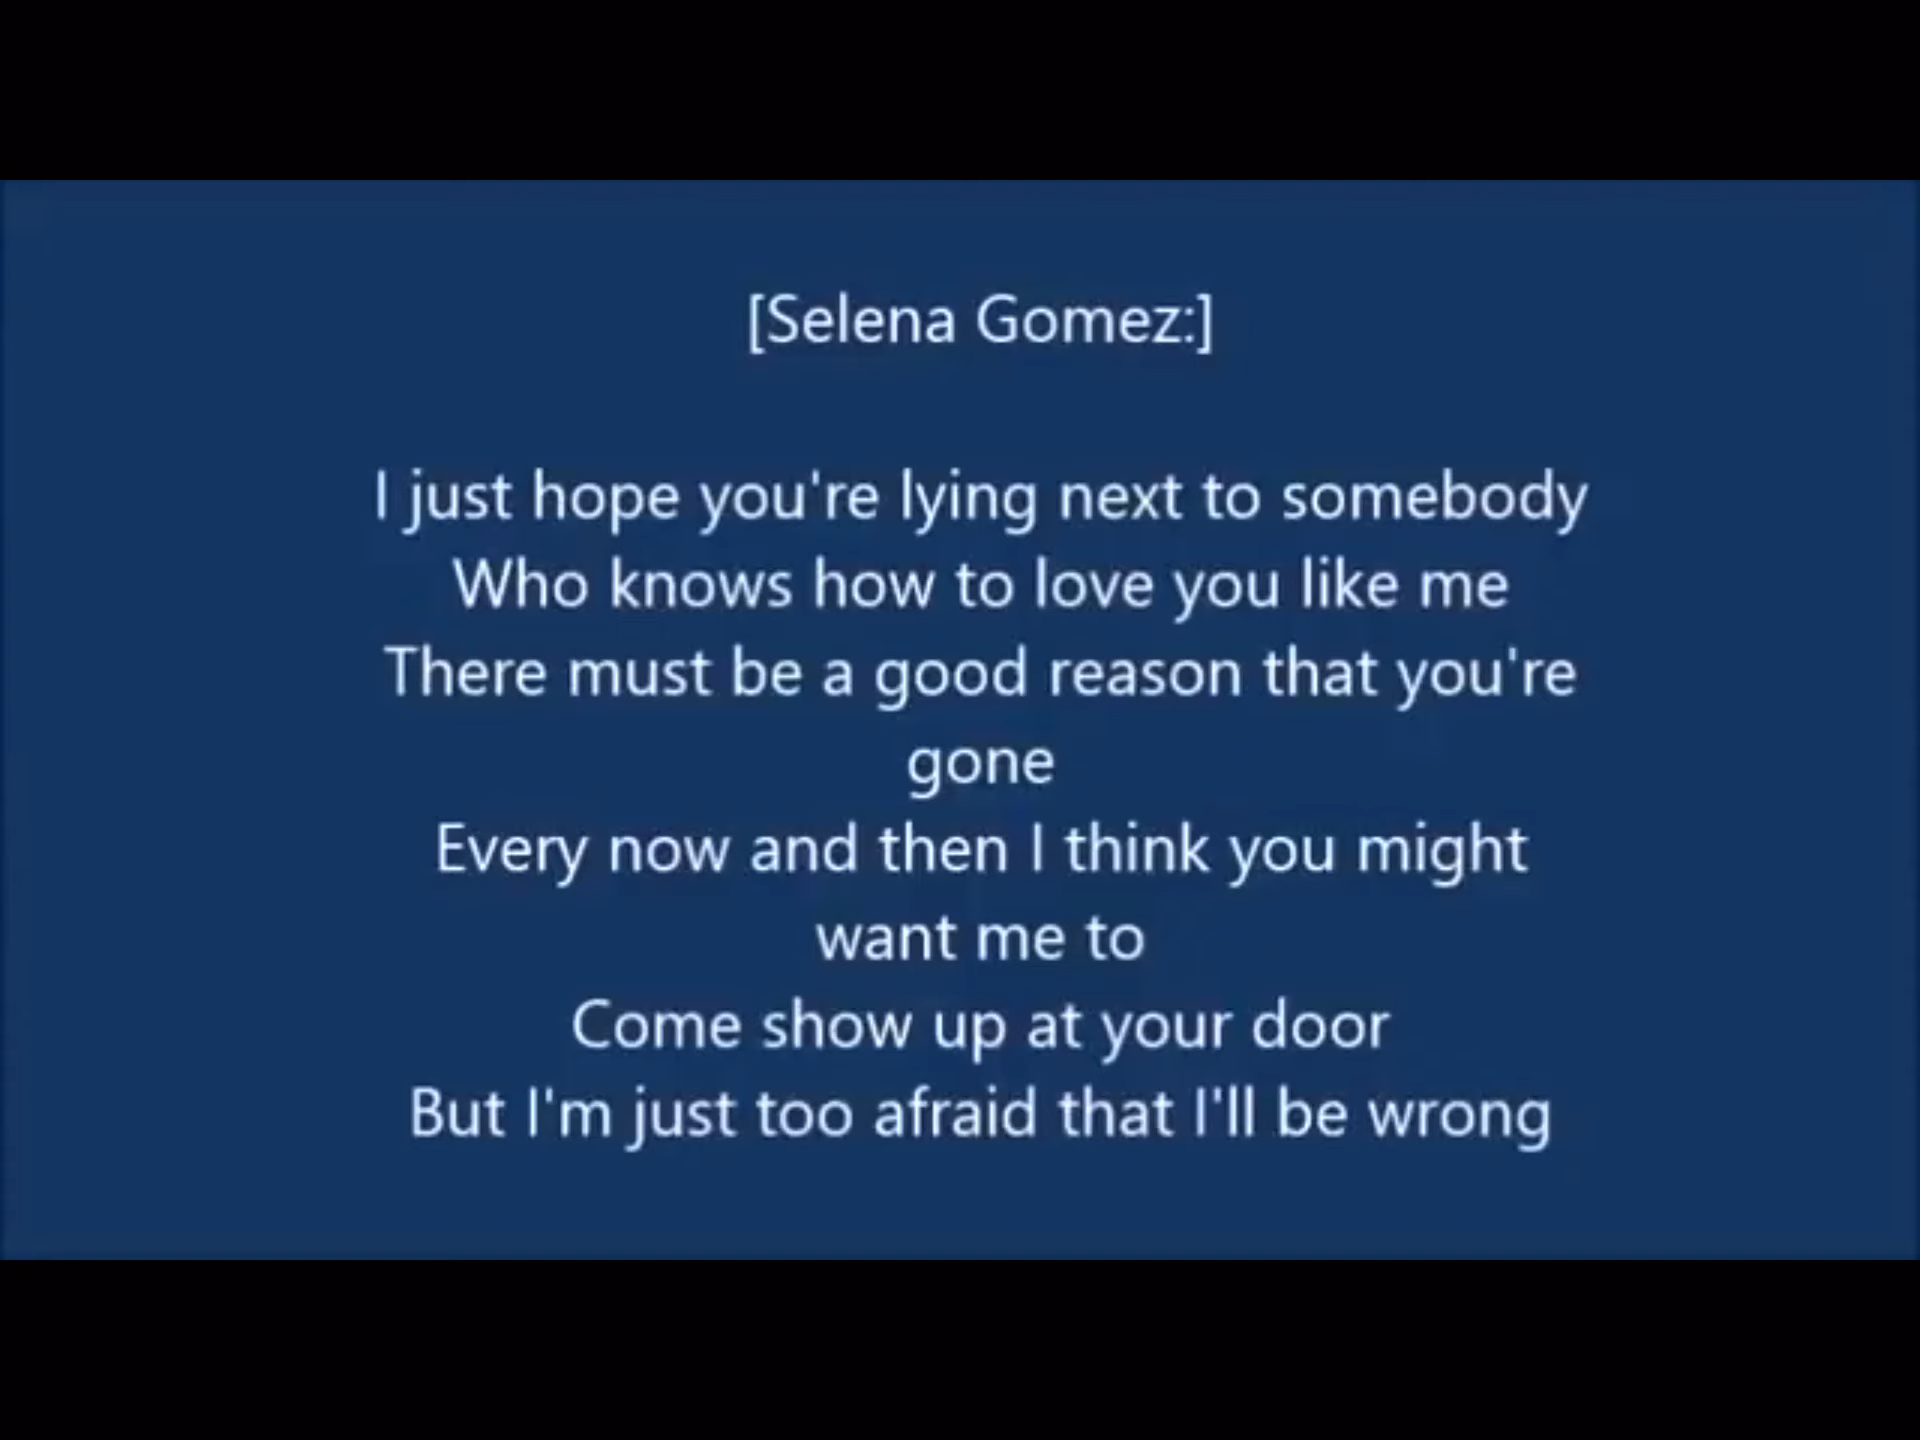 [Selena Gomez:]
I just hope you're lying next to somebody
Who knows how to love you like me
There must be a good reason that you're
gone
Every now and then I think you might
want me to
Come show up at your door
But I'm just too afraid that I'll be wrong